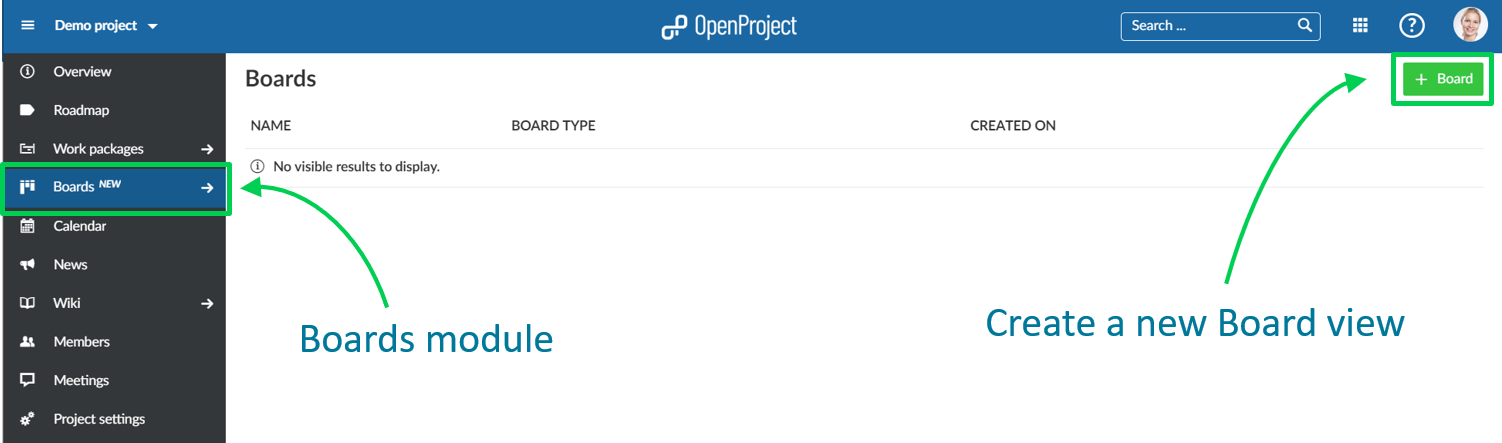 Demo project
OpenProject
Search ...
Overview
Roadmap
Work packages
Boards NEW
Calendar
News
Wiki
Members
Meetings
Project settings
Boards
+ Board
NAME BOARD TYPE CREATED ON
No visible results to display.
Boards module
Create a new Board view